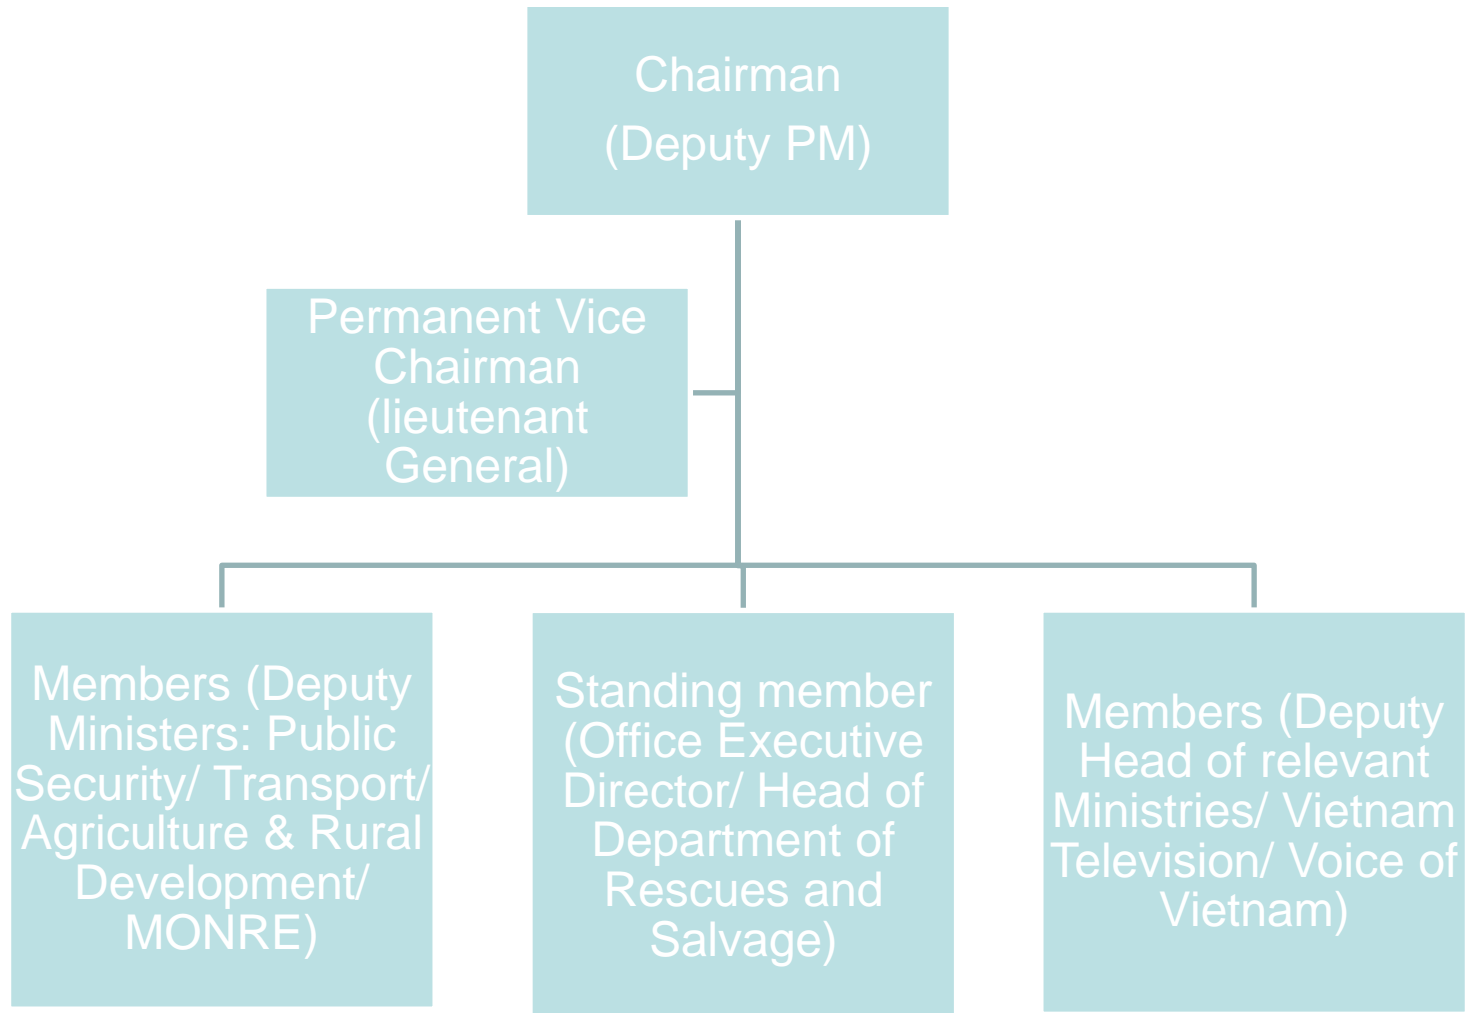 Chairman
(Deputy PM)
Permanent Vice
Chairman
(lieutenant
General)
Members (Deputy
Ministers: Public
Security/ Transport/
Agriculture & Rural
Development/
MONRE)
Standing member
(Office Executive
Director/ Head of
Department of
Rescues and
Salvage)
Members (Deputy
Head of relevant
Ministries/ Vietnam
Television/ Voice of
Vietnam)